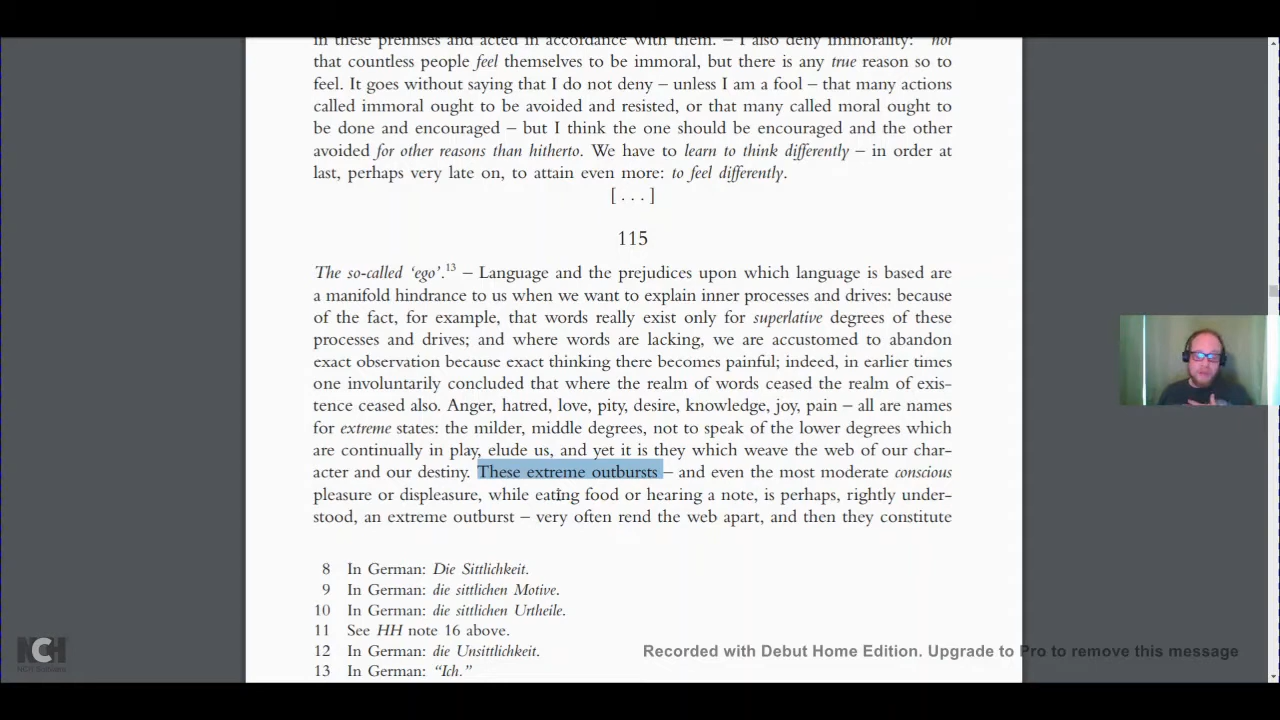 in these premises and acted in accordance with them. – I also deny immorality: not
that countless people feel themselves to be immoral, but there is any true reason so to
feel. It goes without saying that I do not deny – unless I am a fool – that many actions
called immoral ought to be avoided and resisted, or that many called moral ought to
be done and encouraged – but I think the one should be encouraged and the other
avoided for other reasons than hitherto. We have to learn to think differently – in order at
last, perhaps very late on, to attain even more: to feel differently.
[ . . . ]
115
The so-called ‘ego’.13 – Language and the prejudices upon which language is based are
a manifold hindrance to us when we want to explain inner processes and drives: because
of the fact, for example, that words really exist only for superlative degrees of these
processes and drives; and where words are lacking, we are accustomed to abandon
exact observation because exact thinking there becomes painful; indeed, in earlier times
one involuntarily concluded that where the realm of words ceased the realm of exis-
tence ceased also. Anger, hatred, love, pity, desire, knowledge, joy, pain – all are names
for extreme states: the milder, middle degrees, not to speak of the lower degrees which
are continually in play, elude us, and yet it is they which weave the web of our char-
acter and our destiny. These extreme outbursts – and even the most moderate conscious
pleasure or displeasure, while eating food or hearing a note, is perhaps, rightly under-
stood, an extreme outburst – very often rend the web apart, and then they constitute
8 In German: Die Sittlichkeit.
9 In German: die sittlichen Motive.
10 In German: die sittlichen Urtheile.
11 See HH note 16 above.
12 In German: die Unsittlichkeit.
13 In German: “Ich.”
NCH
Recorded with Debut Home Edition. Upgrade to Pro to remove this message